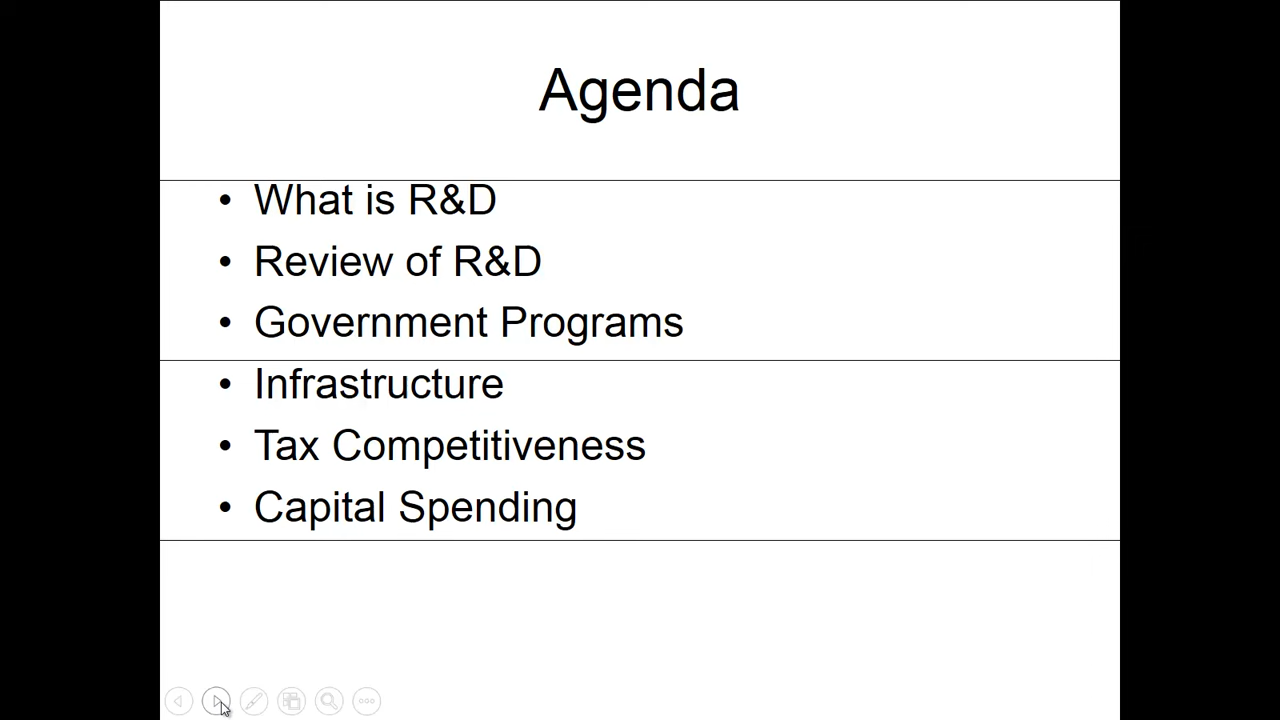 Agenda
• What is R&D
• Review of R&D
• Government Programs
• Infrastructure
• Tax Competitiveness
• Capital Spending